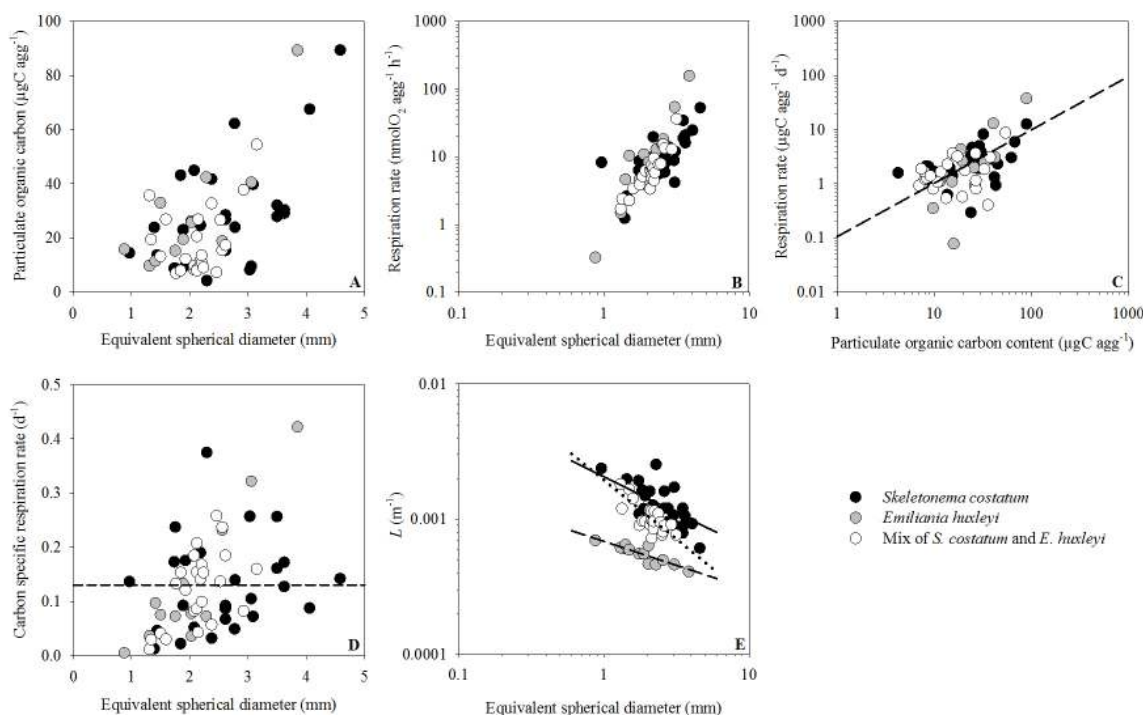 100
80
60
40
20
0
0 1 2 3 4 5
Particulate organic carbon (µgC agg⁻¹)
Equivalent spherical diameter (mm)
A
1000
100
10
1
0.1
0.1 1 10
Respiration rate (nmolO₂ agg⁻¹ h⁻¹)
Equivalent spherical diameter (mm)
B
1000
100
10
1
0.1
0.01
1 10 100 1000
Respiration rate (µgC agg⁻¹ d⁻¹)
Particulate organic carbon content (µgC agg⁻¹)
C
0.5
0.4
0.3
0.2
0.1
0.0
0 1 2 3 4 5
Carbon specific respiration rate (d⁻¹)
Equivalent spherical diameter (mm)
D
0.01
0.001
0.0001
0.1 1 10
L (m⁻¹)
Equivalent spherical diameter (mm)
E
Skeletonema costatum
Emiliania huxleyi
Mix of S. costatum and E. huxleyi